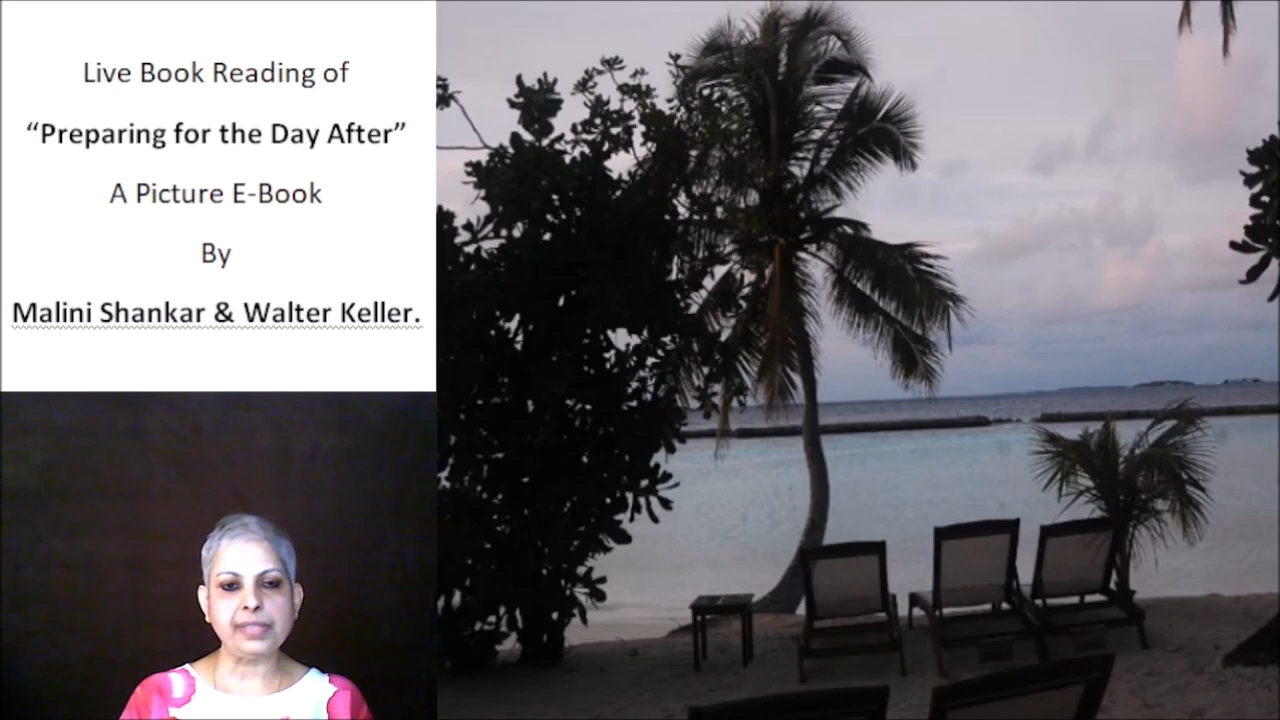 Live Book Reading of
“Preparing for the Day After”
A Picture E-Book
By
Malini Shankar & Walter Keller.